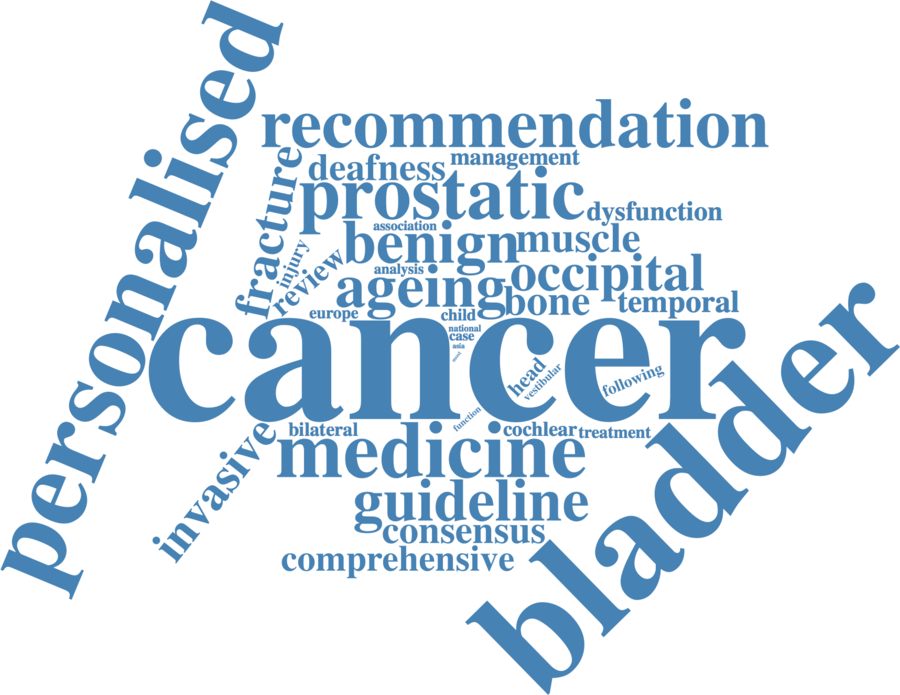 personalised
recommendation
management
deafness
fracture
prostatic
dysfunction
association
benign
muscle
injury
review
analysis
occipital
ageing
bone
temporal
europe
child
national
case
asia
cancer
head
vestibular
following
function
bladder
bilateral
cochlear
treatment
invasive
medicine
guideline
consensus
comprehensive